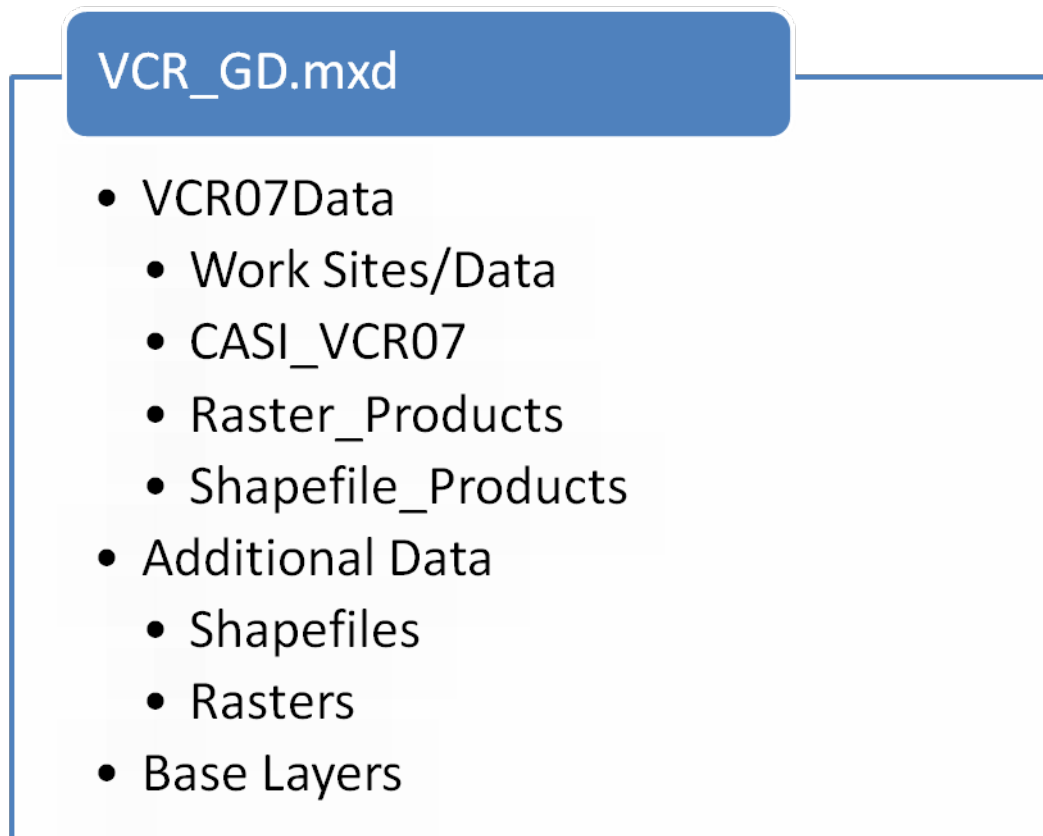 VCR_GD.mxd
• VCR07Data
• Work Sites/Data
• CASI_VCR07
• Raster_Products
• Shapefile_Products
• Additional Data
• Shapefiles
• Rasters
• Base Layers